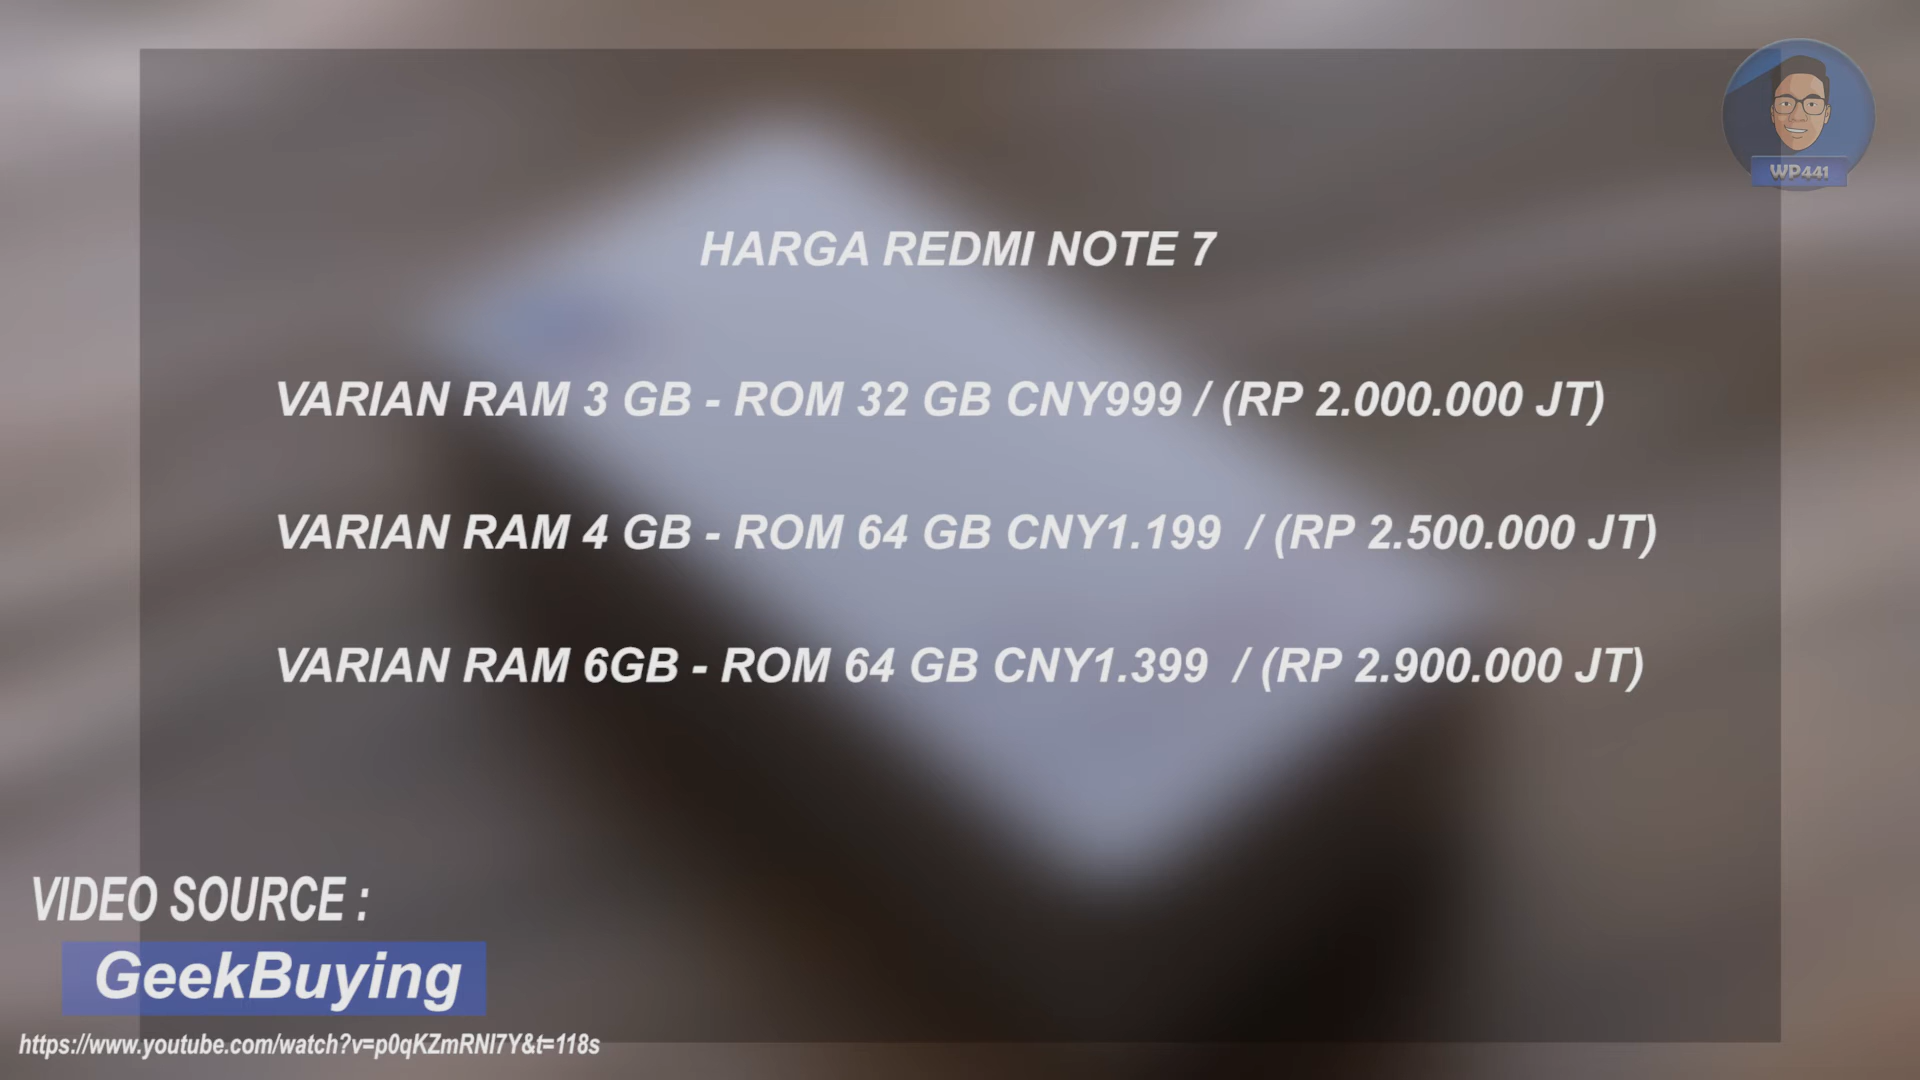 WP441
HARGA REDMI NOTE 7
VARIAN RAM 3 GB - ROM 32 GB CNY999 / (RP 2.000.000 JT)
VARIAN RAM 4 GB - ROM 64 GB CNY1.199 / (RP 2.500.000 JT)
VARIAN RAM 6GB - ROM 64 GB CNY1.399 / (RP 2.900.000 JT)
VIDEO SOURCE :
GeekBuying
https://www.youtube.com/watch?v=p0qKZmRNI7Y&t=118s